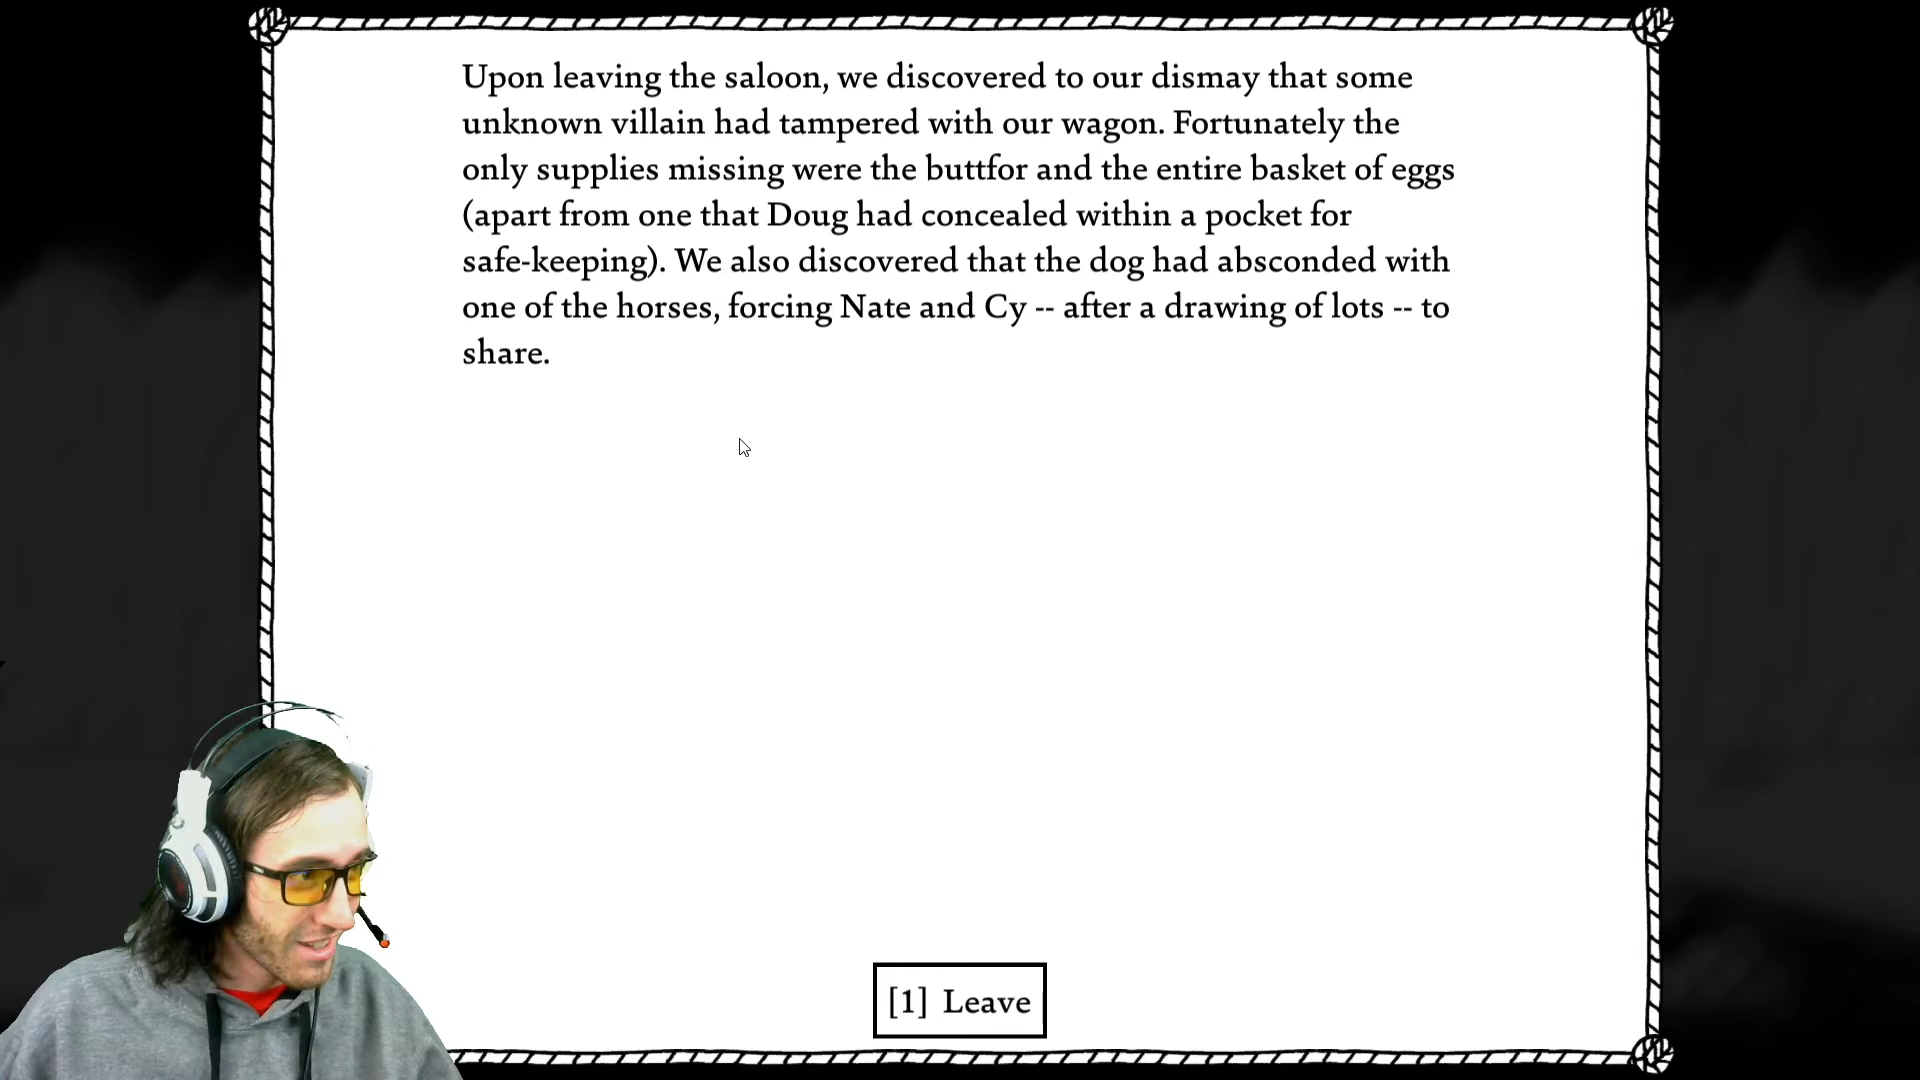 Upon leaving the saloon, we discovered to our dismay that some
unknown villain had tampered with our wagon. Fortunately the
only supplies missing were the buttfor and the entire basket of eggs
(apart from one that Doug had concealed within a pocket for
safe-keeping). We also discovered that the dog had absconded with
one of the horses, forcing Nate and Cy -- after a drawing of lots -- to
share.
[1] Leave